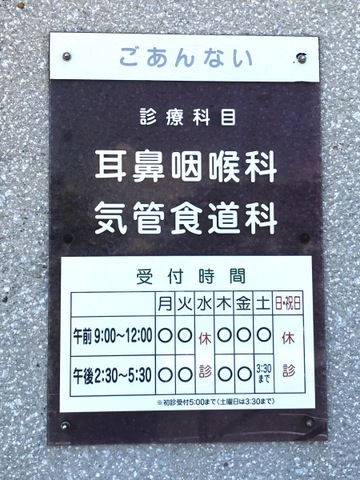 ごあんない
診療科目
耳鼻咽喉科
気管食道科
受付時間
月 火 水 木 金 土 日・祝日
午前9:00〜12:00 ○ ○ 休診 ○ ○ ○ 休診
午後2:30〜5:30 ○ ○ ○ ○ 3:30まで
※初診受付5:00まで(土曜日は3:30まで)